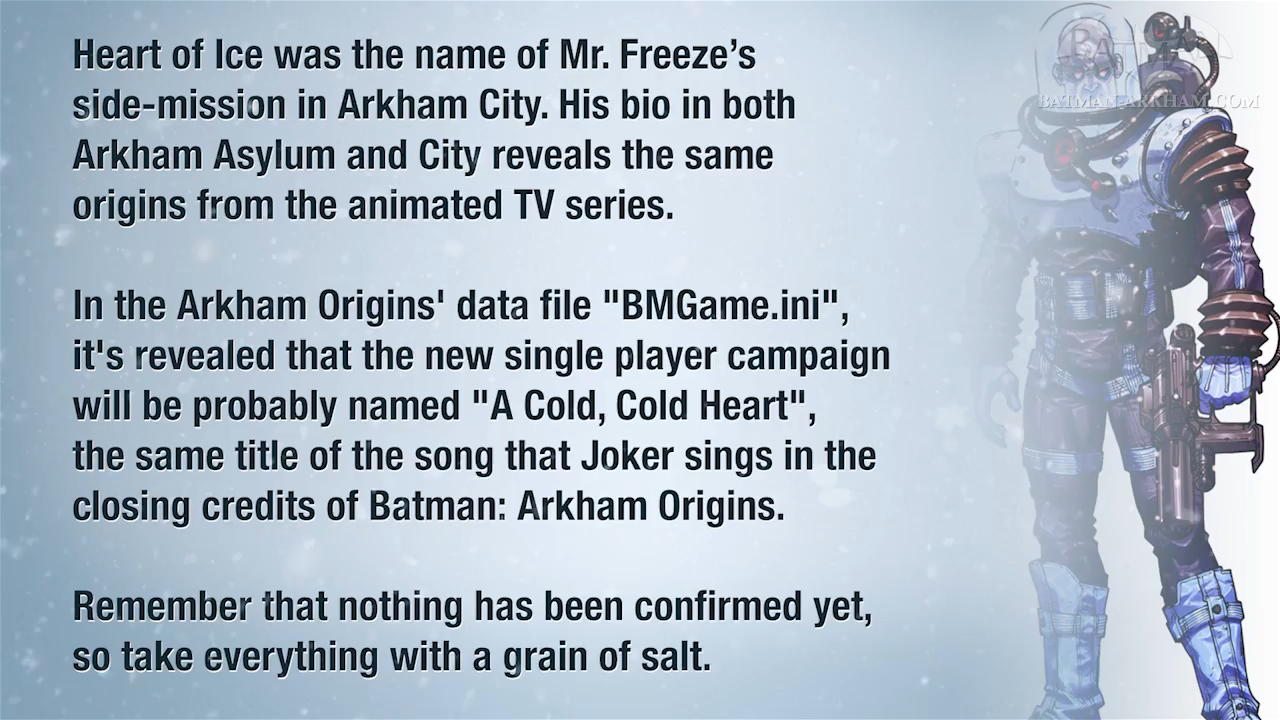 BATMAN
BATMAN-ARKHAM.COM
Heart of Ice was the name of Mr. Freeze’s
side-mission in Arkham City. His bio in both
Arkham Asylum and City reveals the same
origins from the animated TV series.
In the Arkham Origins' data file "BMGame.ini",
it's revealed that the new single player campaign
will be probably named "A Cold, Cold Heart",
the same title of the song that Joker sings in the
closing credits of Batman: Arkham Origins.
Remember that nothing has been confirmed yet,
so take everything with a grain of salt.